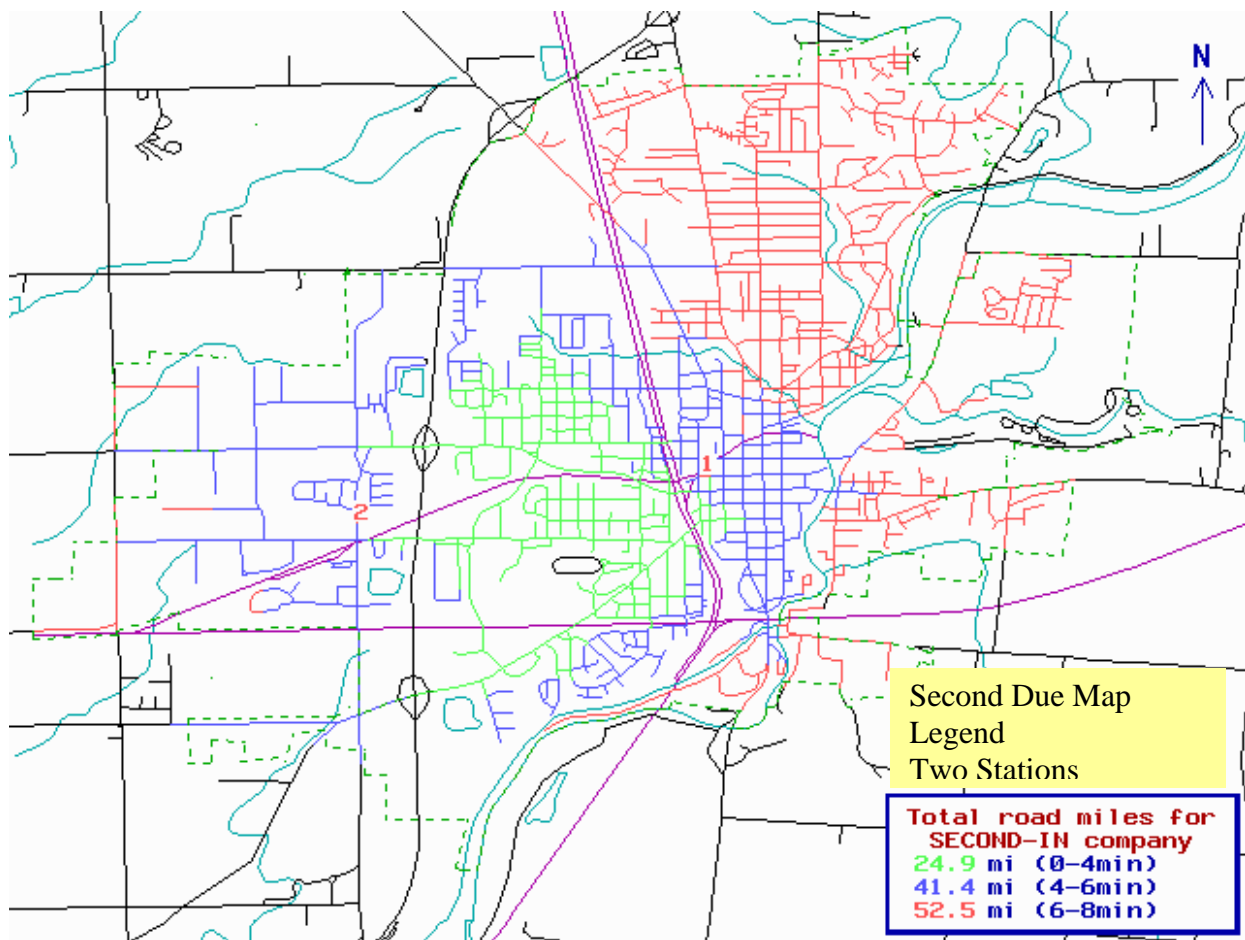 N
1
2
Second Due Map
Legend
Two Stations
Total road miles for
SECOND-IN company
24.9 mi (0-4min)
41.4 mi (4-6min)
52.5 mi (6-8min)